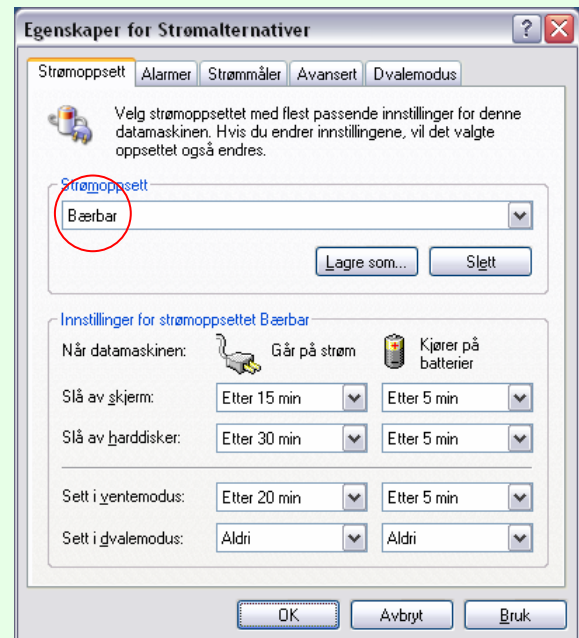 Egenskaper for Strømalternativer
Strømoppsett Alarmer Strømmåler Avansert Dvalemodus
Velg strømoppsettet med flest passende innstillinger for denne
datamaskinen. Hvis du endrer innstillingene, vil det valgte
oppsettet også endres.
Strømoppsett
Bærbar
Lagre som... Slett
Innstillinger for strømoppsettet Bærbar
Når datamaskinen: Går på strøm Kjører på
batterier
Slå av skjerm: Etter 15 min Etter 5 min
Slå av harddisker: Etter 30 min Etter 5 min
Sett i ventemodus: Etter 20 min Etter 5 min
Sett i dvalemodus: Aldri Aldri
OK Avbryt Bruk